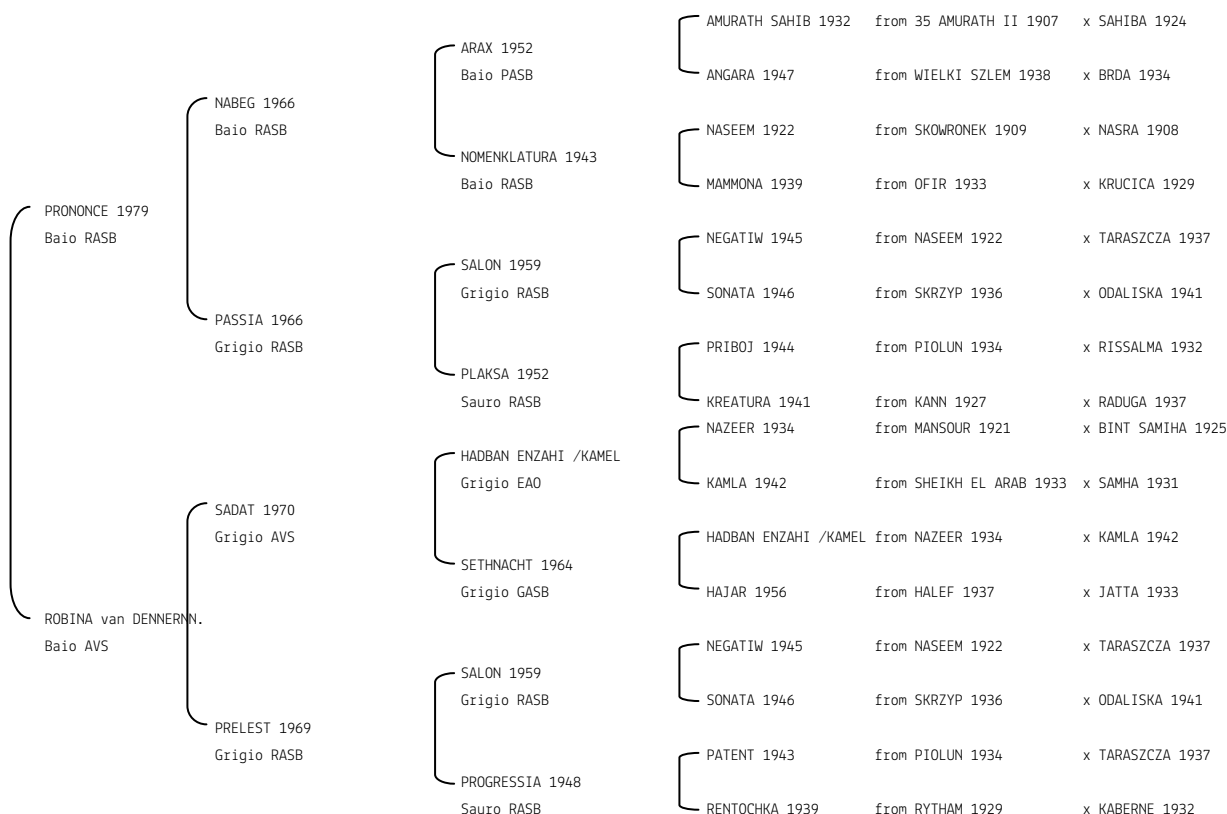 AMURATH SAHIB 1932 from 35 AMURATH II 1907 x SAHIBA 1924
ARAX 1952
Baio PASB
ANGARA 1947 from WIELKI SZLEM 1938 x BRDA 1934
NABEG 1966
Baio RASB
NASEEM 1922 from SKOWRONEK 1909 x NASRA 1908
NOMENKLATURA 1943
Baio RASB
MAMMONA 1939 from OFIR 1933 x KRUCICA 1929
PRONONCE 1979
Baio RASB
NEGATIW 1945 from NASEEM 1922 x TARASZCZA 1937
SALON 1959
Grigio RASB
SONATA 1946 from SKRZYP 1936 x ODALISKA 1941
PASSIA 1966
Grigio RASB
PRIBOJ 1944 from PIOLUN 1934 x RISSALMA 1932
PLAKSA 1952
Sauro RASB
KREATURA 1941 from KANN 1927 x RADUGA 1937
NAZEER 1934 from MANSOUR 1921 x BINT SAMIHA 1925
HADBAN ENZAHI /KAMEL
Grigio EAO
KAMLA 1942 from SHEIKH EL ARAB 1933 x SAMHA 1931
SADAT 1970
Grigio AVS
HADBAN ENZAHI /KAMEL from NAZEER 1934 x KAMLA 1942
SETHNACHT 1964
Grigio GASB
HAJAR 1956 from HALEF 1937 x JATTA 1933
ROBINA van DENNERNN.
Baio AVS
NEGATIW 1945 from NASEEM 1922 x TARASZCZA 1937
SALON 1959
Grigio RASB
SONATA 1946 from SKRZYP 1936 x ODALISKA 1941
PRELEST 1969
Grigio RASB
PATENT 1943 from PIOLUN 1934 x TARASZCZA 1937
PROGRESSIA 1948
Sauro RASB
RENTOCHKA 1939 from RYTHAM 1929 x KABERNE 1932